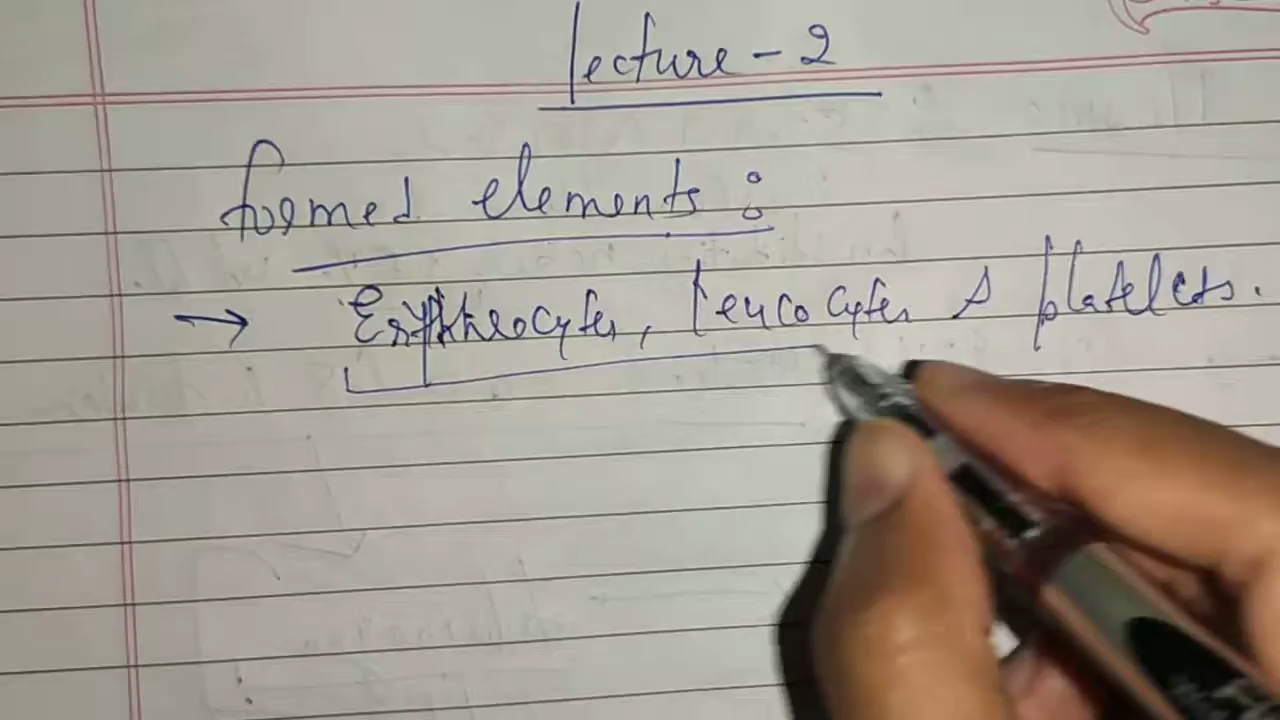 lecture - 2
formed elements :
→ Erythrocytes, leucocytes & platelets.